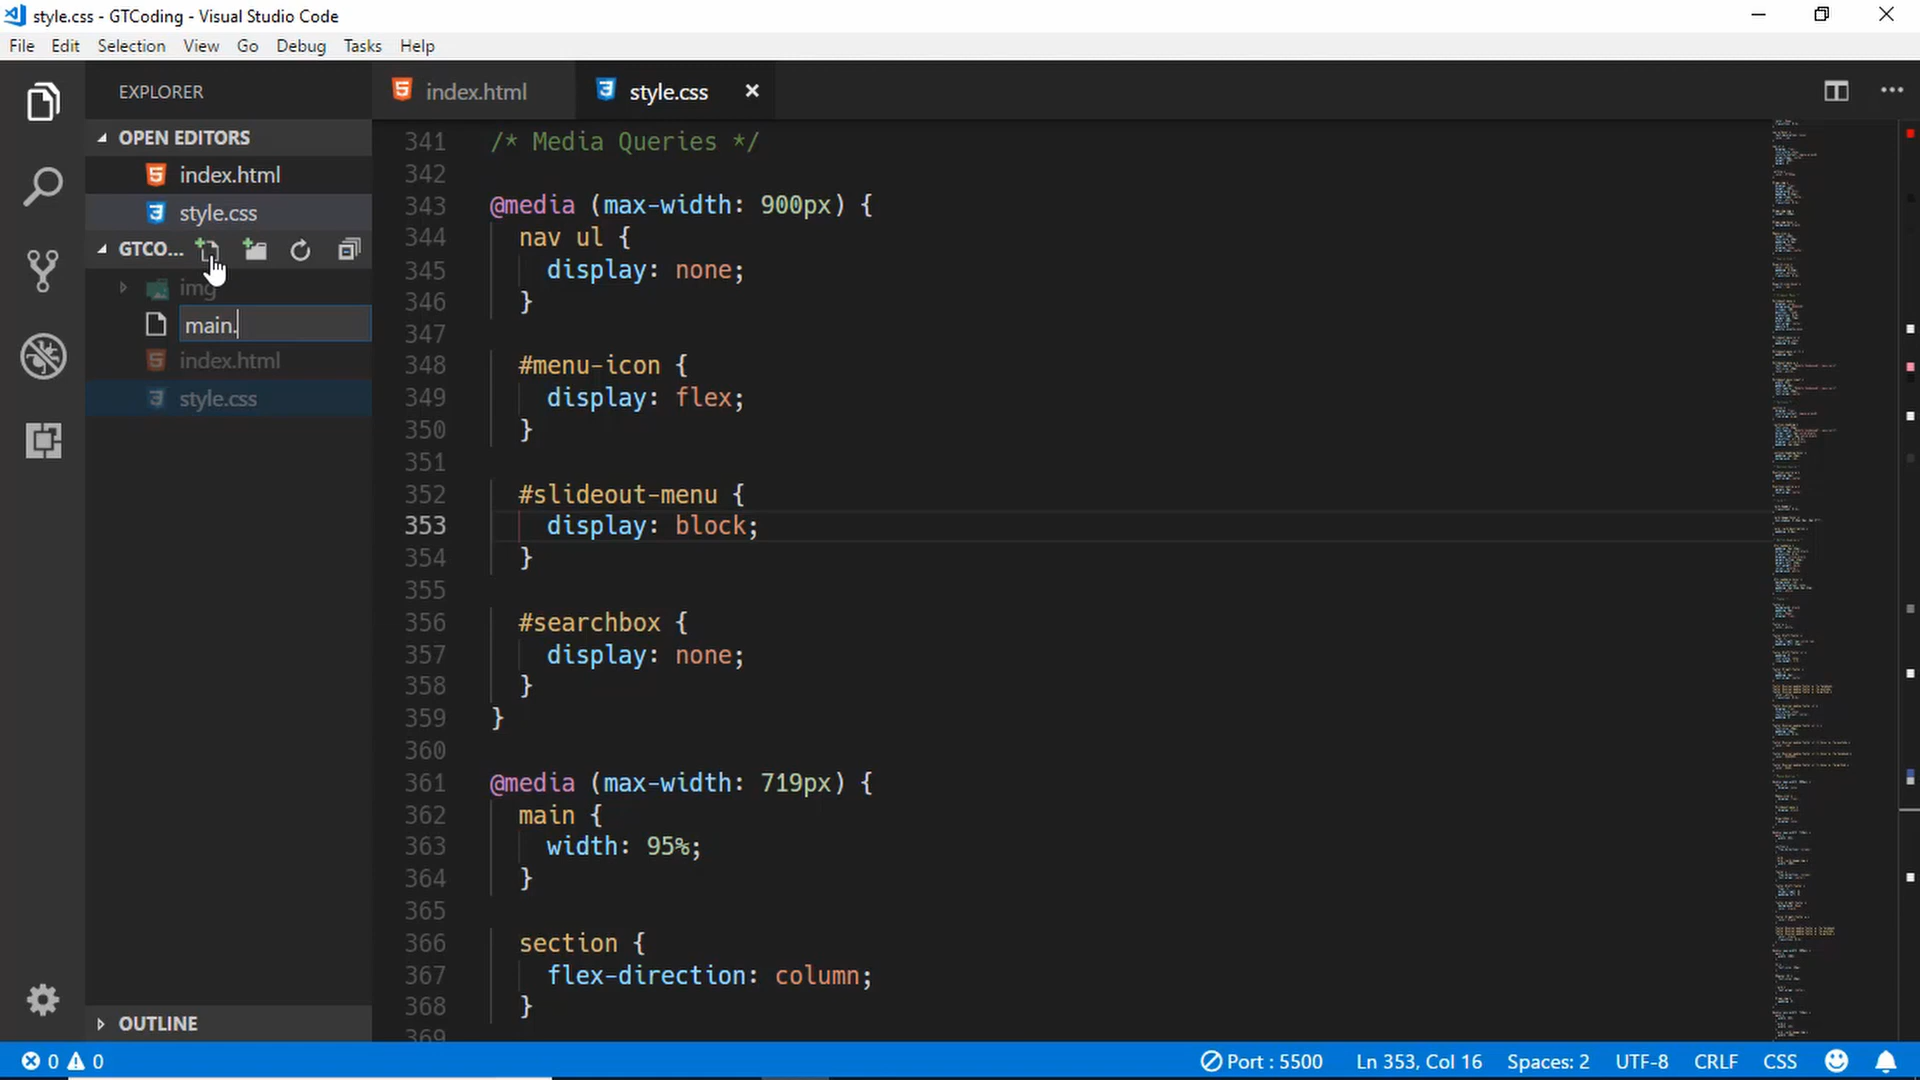 style.css - GTCoding - Visual Studio Code
File Edit Selection View Go Debug Tasks Help
EXPLORER
index.html
style.css
OPEN EDITORS
index.html
style.css
GTCO...
img
main.
index.html
style.css
OUTLINE
341 /* Media Queries */
342
343 @media (max-width: 900px) {
344 nav ul {
345 display: none;
346 }
347
348 #menu-icon {
349 display: flex;
350 }
351
352 #slideout-menu {
353 display: block;
354 }
355
356 #searchbox {
357 display: none;
358 }
359 }
360
361 @media (max-width: 719px) {
362 main {
363 width: 95%;
364 }
365
366 section {
367 flex-direction: column;
368 }
369
0 0 Port : 5500 Ln 353, Col 16 Spaces: 2 UTF-8 CRLF CSS